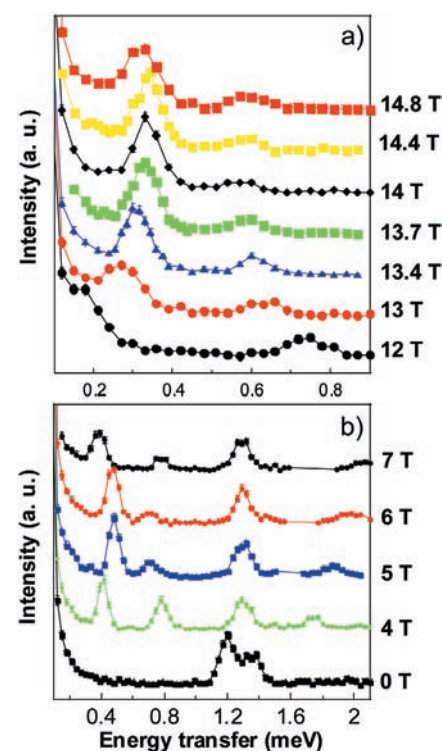 a)
Intensity (a. u.)
14.8 T
14.4 T
14 T
13.7 T
13.4 T
13 T
12 T
0.2 0.4 0.6 0.8
b)
Intensity (a. u.)
7 T
6 T
5 T
4 T
0 T
0.4 0.8 1.2 1.6 2
Energy transfer (meV)